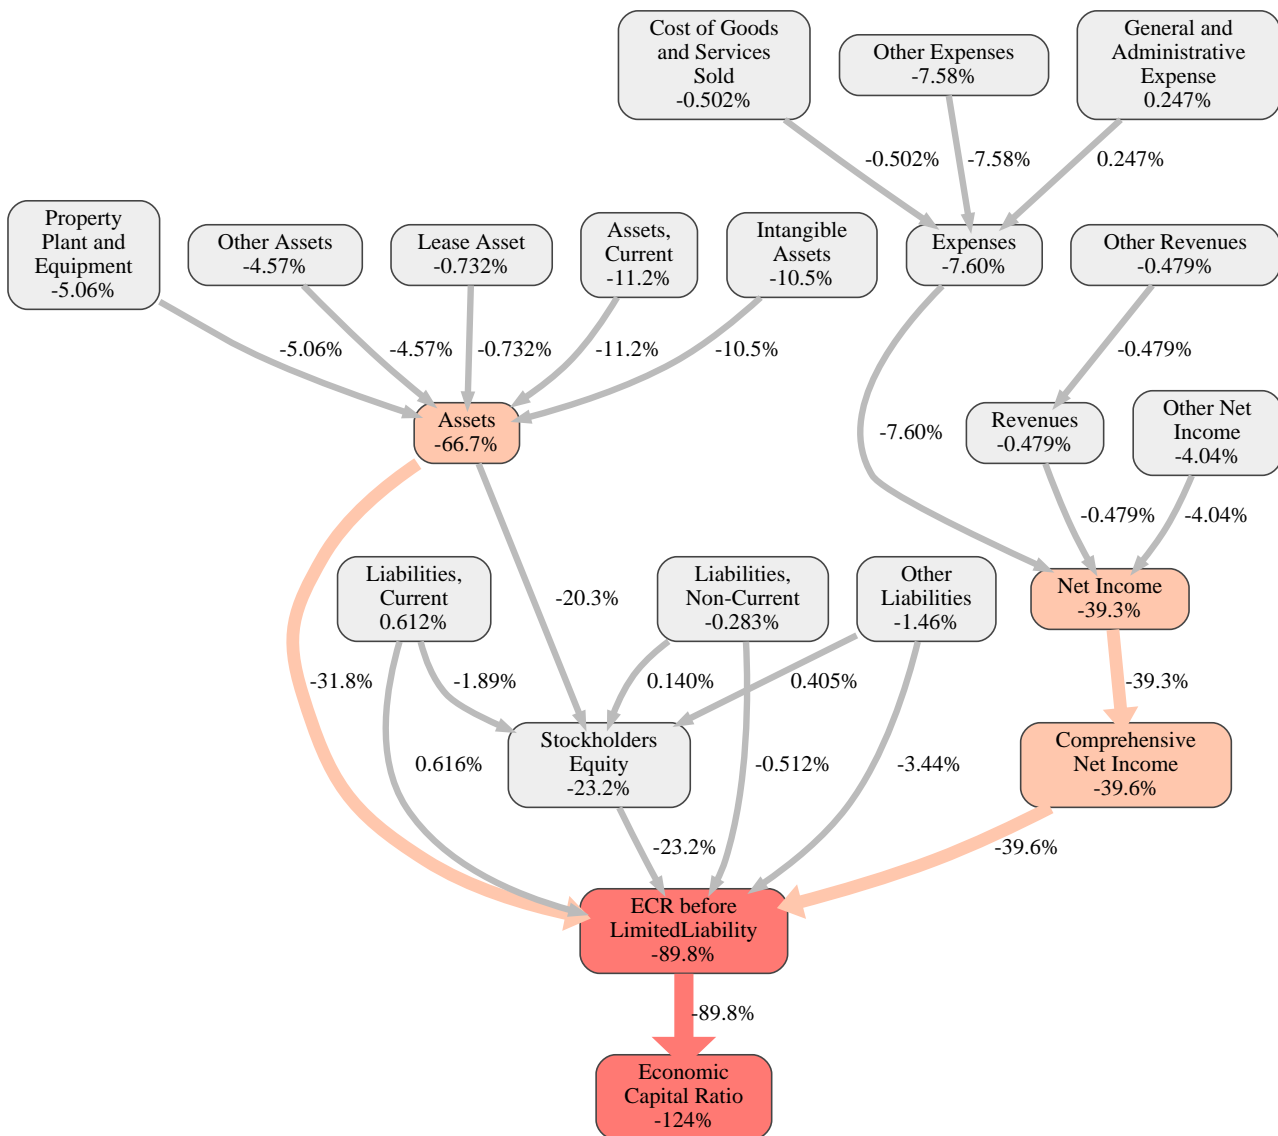 Cost of Goods
and Services
Sold
-0.502%
Other Expenses
-7.58%
General and
Administrative
Expense
0.247%
-0.502%
-7.58%
0.247%
Property
Plant and
Equipment
-5.06%
Other Assets
-4.57%
Lease Asset
-0.732%
Assets,
Current
-11.2%
Intangible
Assets
-10.5%
Expenses
-7.60%
Other Revenues
-0.479%
-5.06%
-4.57%
-0.732%
-11.2%
-10.5%
-0.479%
Assets
-66.7%
-7.60%
Revenues
-0.479%
Other Net
Income
-4.04%
-0.479%
-4.04%
Liabilities,
Current
0.612%
-20.3%
Liabilities,
Non-Current
-0.283%
Other
Liabilities
-1.46%
Net Income
-39.3%
-31.8%
-1.89%
0.140%
0.405%
-39.3%
Stockholders
Equity
-23.2%
0.616%
-0.512%
-3.44%
Comprehensive
Net Income
-39.6%
-23.2%
-39.6%
ECR before
LimitedLiability
-89.8%
-89.8%
Economic
Capital Ratio
-124%